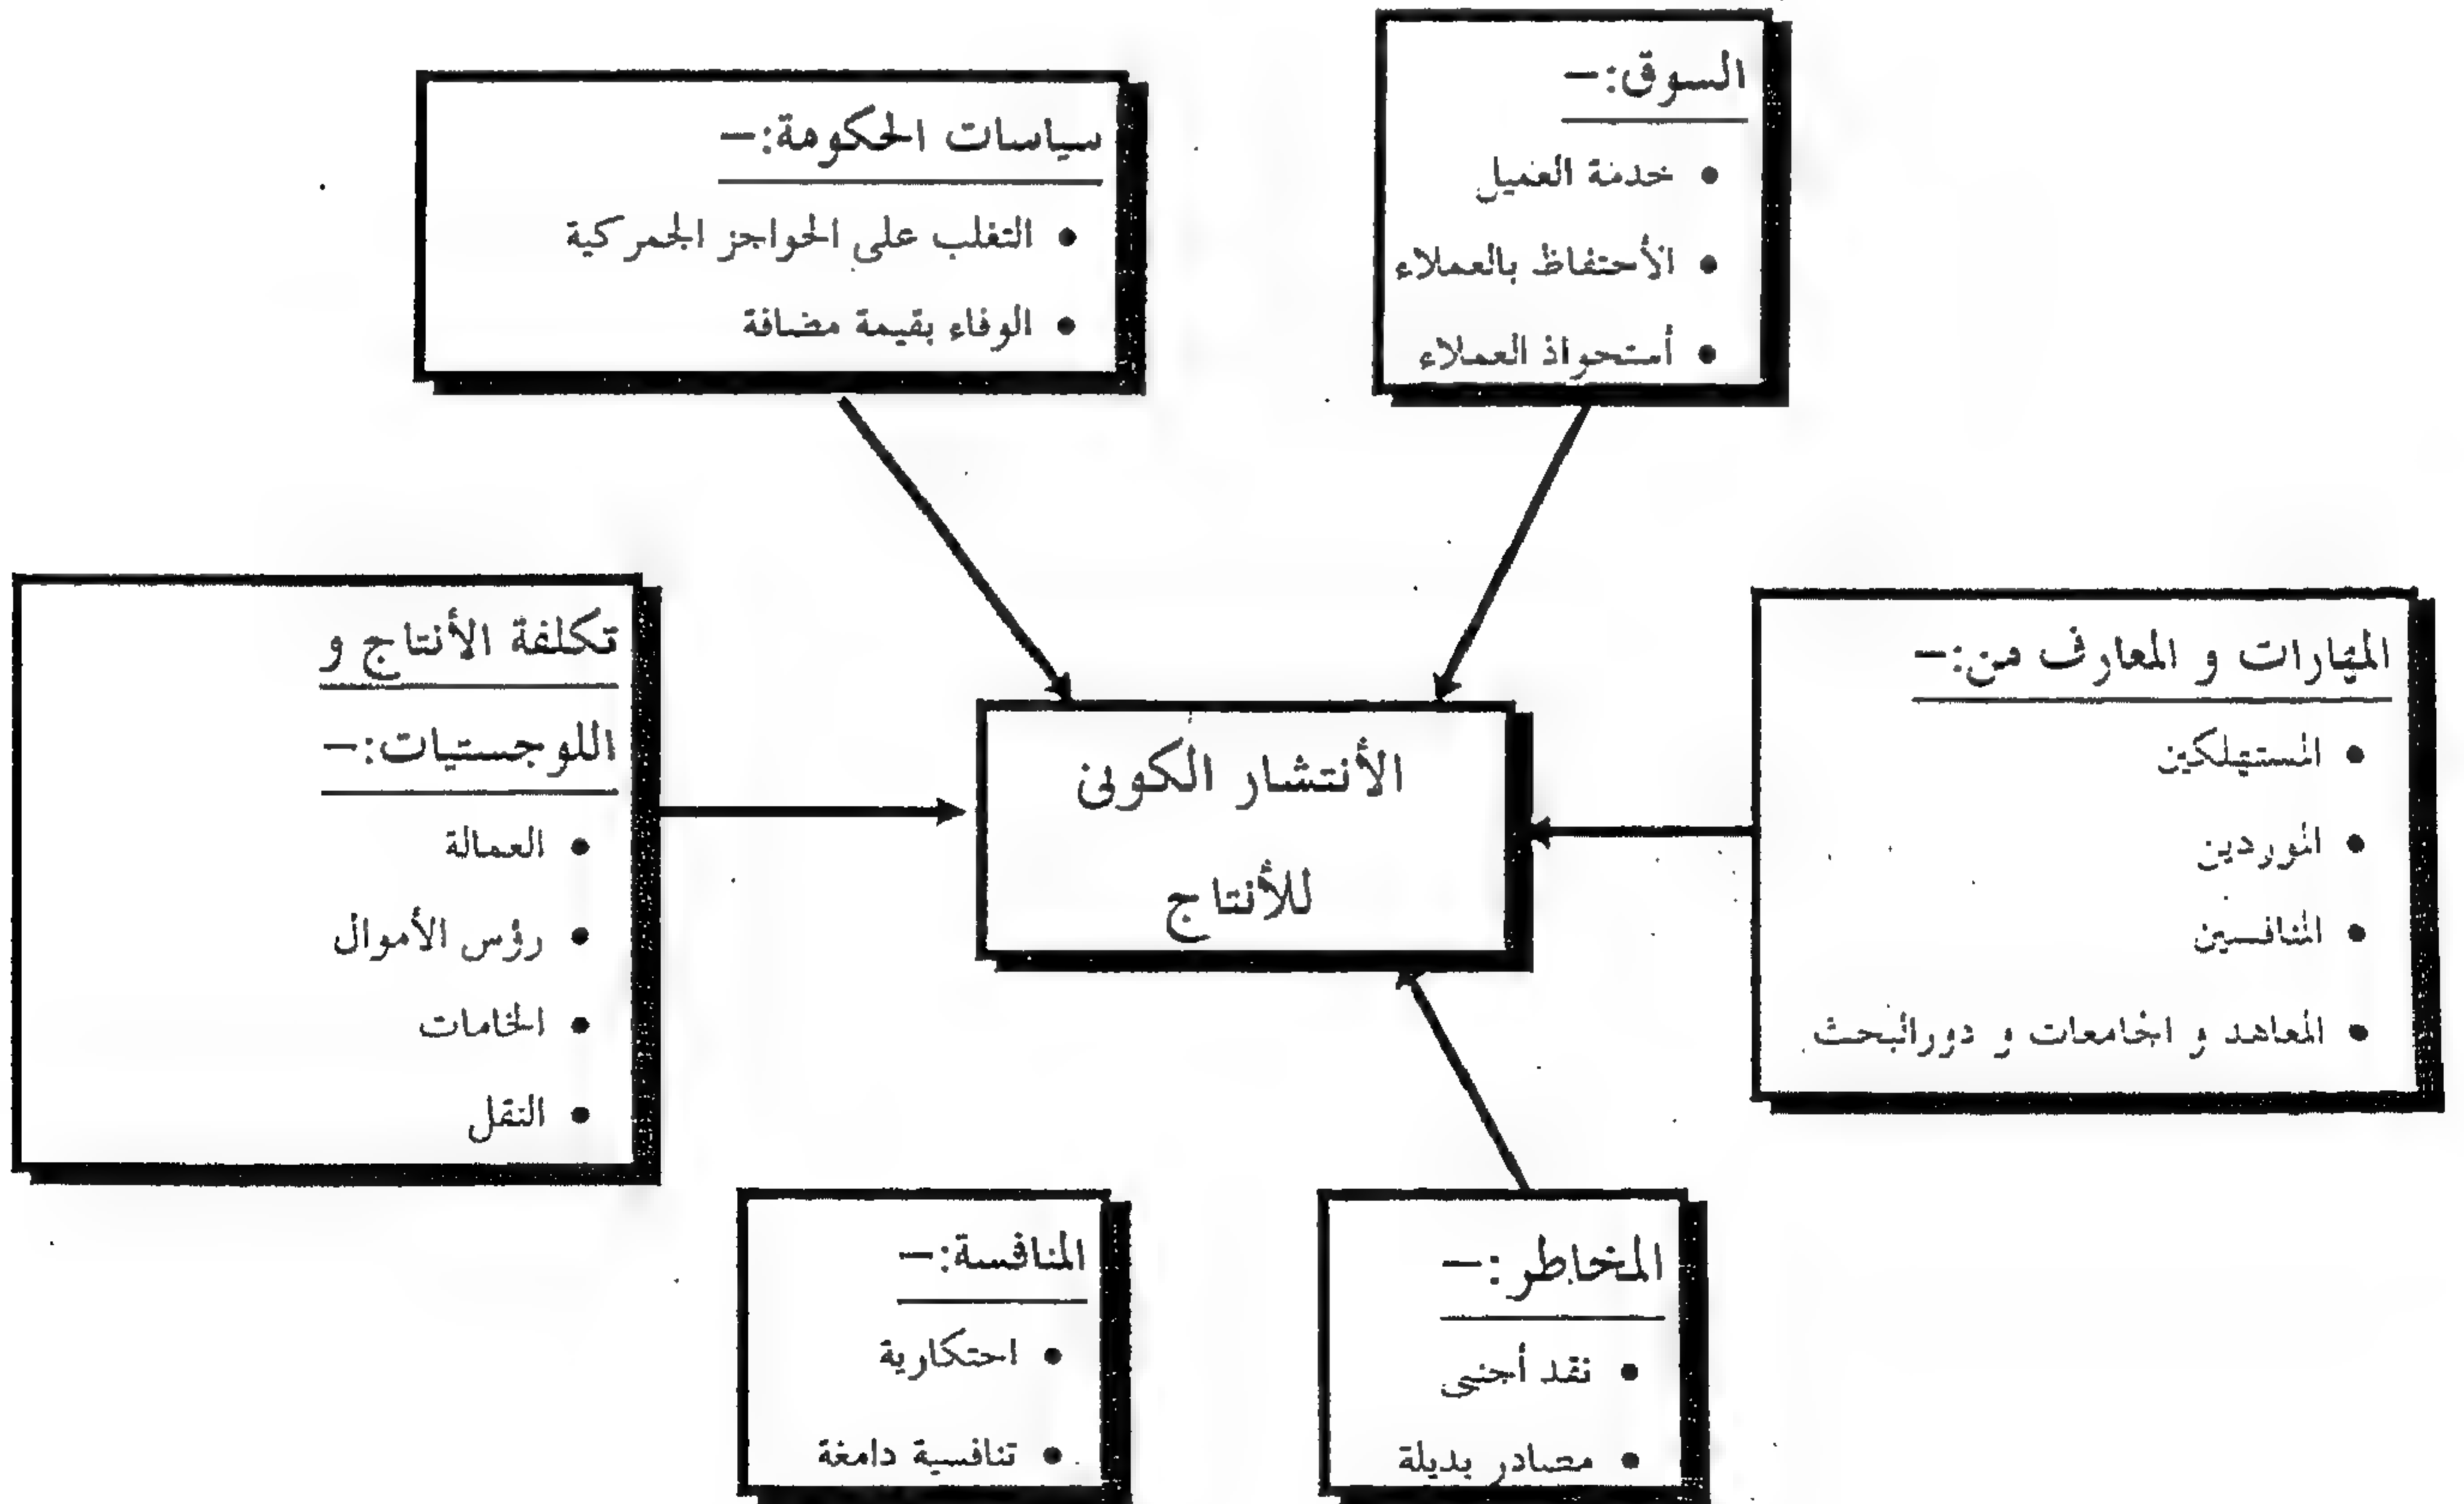 السوق:–
• خدمة العميل
• الأحتفاظ بالعملاء
• أستحواذ العملاء
سياسات الحكومة:–
• التغلب على الحواجز الجمركية
• الوفاء بقيمة مضافة
المهارات و المعارف من:–
• المستهلكين
• الموردين
• المنافسين
• المعاهد و الجامعات و دورالبحث
الأنتشار الكونى
للأنتاج
تكلفة الأنتاج و
اللوجستيات:–
• العمالة
• رؤس الأموال
• الخامات
• النقل
المخاطر:–
• نقد أجنبى
• مصادر بديلة
المنافسة:–
• احتكارية
• تنافسية دامغة